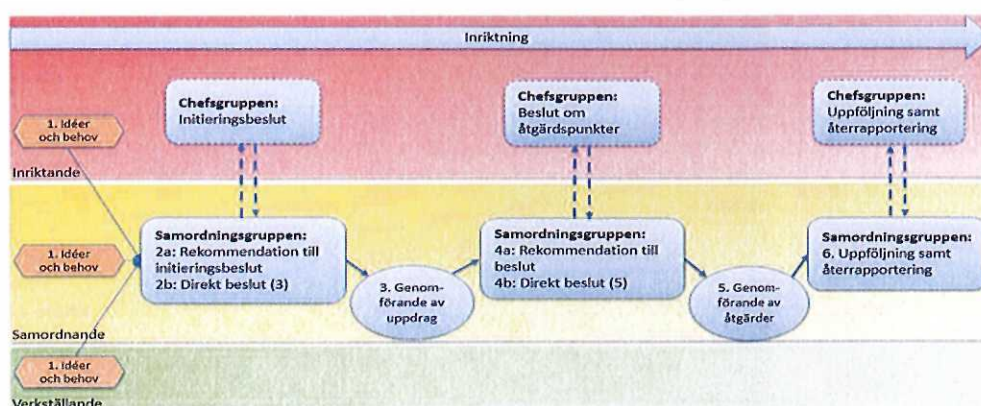 Inriktning
Chefsgruppen:
Initieringsbeslut
Chefsgruppen:
Beslut om
åtgärdspunkter
Chefsgruppen:
Uppföljning samt
återrapportering
1. Idéer
och behov
Inriktande
Samordningsgruppen:
2a: Rekommendation till
initieringsbeslut
2b: Direkt beslut (3)
Samordningsgruppen:
4a: Rekommendation till
beslut
4b: Direkt beslut (5)
Samordningsgruppen:
6. Uppföljning samt
återrapportering
1. Idéer
och behov
3. Genom-
förande av
uppdrag
5. Genom-
förande av
åtgärder
Samordnande
1. Idéer
och behov
Verkställande